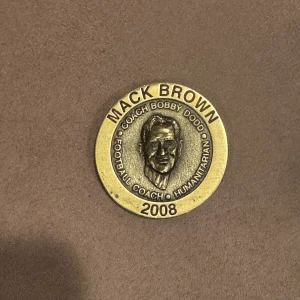 MACK BROWN
COACH BOBBY DODD
• FOOTBALL COACH • HUMANITARIAN •
2008